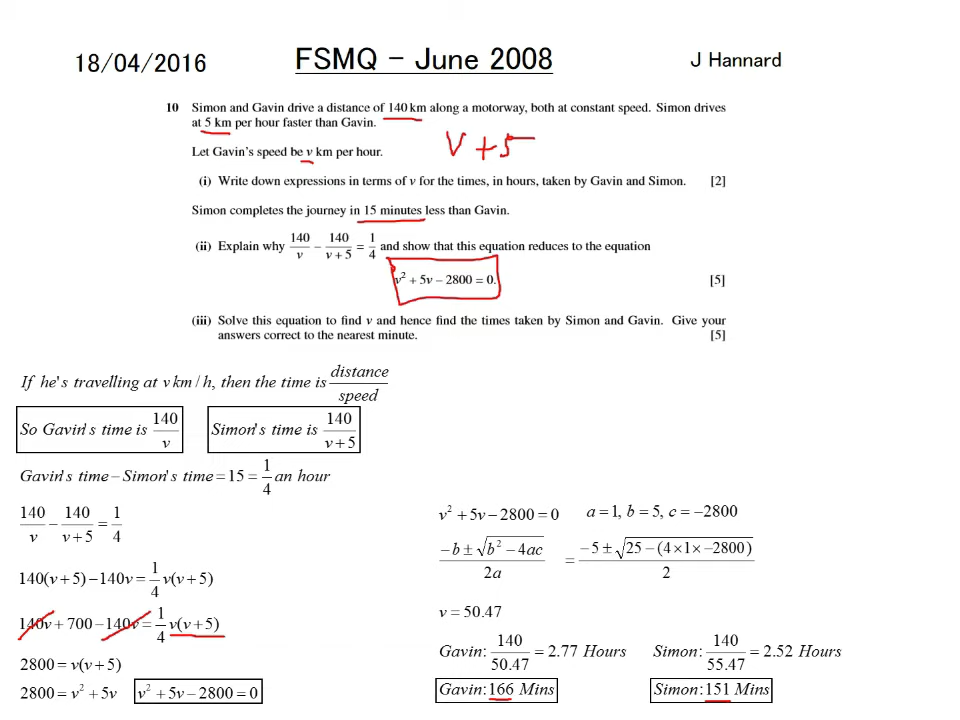 18/04/2016 FSMQ – June 2008 J Hannard
10 Simon and Gavin drive a distance of 140 km along a motorway, both at constant speed. Simon drives
at 5 km per hour faster than Gavin.
V + 5
Let Gavin's speed be v km per hour.
(i) Write down expressions in terms of v for the times, in hours, taken by Gavin and Simon. [2]
Simon completes the journey in 15 minutes less than Gavin.
(ii) Explain why 140/v − 140/(v + 5) = 1/4 and show that this equation reduces to the equation
v² + 5v − 2800 = 0. [5]
(iii) Solve this equation to find v and hence find the times taken by Simon and Gavin. Give your
answers correct to the nearest minute. [5]
If he's travelling at v km / h, then the time is distance/speed
So Gavin's time is 140/v
Simon's time is 140/(v+5)
Gavin's time − Simon's time = 15 = 1/4 an hour
140/v − 140/(v+5) = 1/4
140(v+5) − 140v = 1/4 v(v+5)
140v + 700 − 140v = 1/4 v(v+5)
2800 = v(v+5)
2800 = v² + 5v
v² + 5v − 2800 = 0
v² + 5v − 2800 = 0 a = 1, b = 5, c = −2800
(−b ± √(b² − 4ac))/2a = (−5 ± √(25 − (4×1×−2800)))/2
v = 50.47
Gavin: 140/50.47 = 2.77 Hours
Simon: 140/55.47 = 2.52 Hours
Gavin: 166 Mins
Simon: 151 Mins